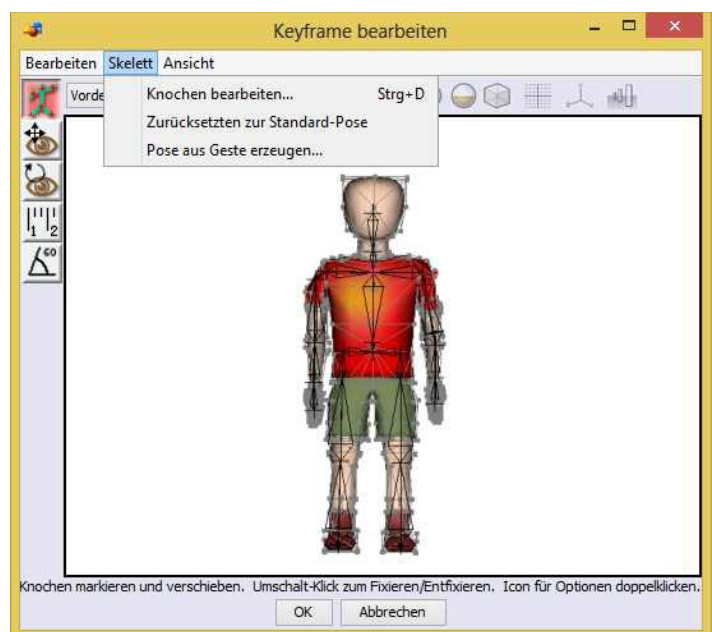 Keyframe bearbeiten
Bearbeiten Skelett Ansicht
Vorde
Knochen bearbeiten... Strg+D
Zurücksetzten zur Standard-Pose
Pose aus Geste erzeugen...
1 2
60
Knochen markieren und verschieben. Umschalt-Klick zum Fixieren/Entfixieren. Icon für Optionen doppelklicken.
OK Abbrechen